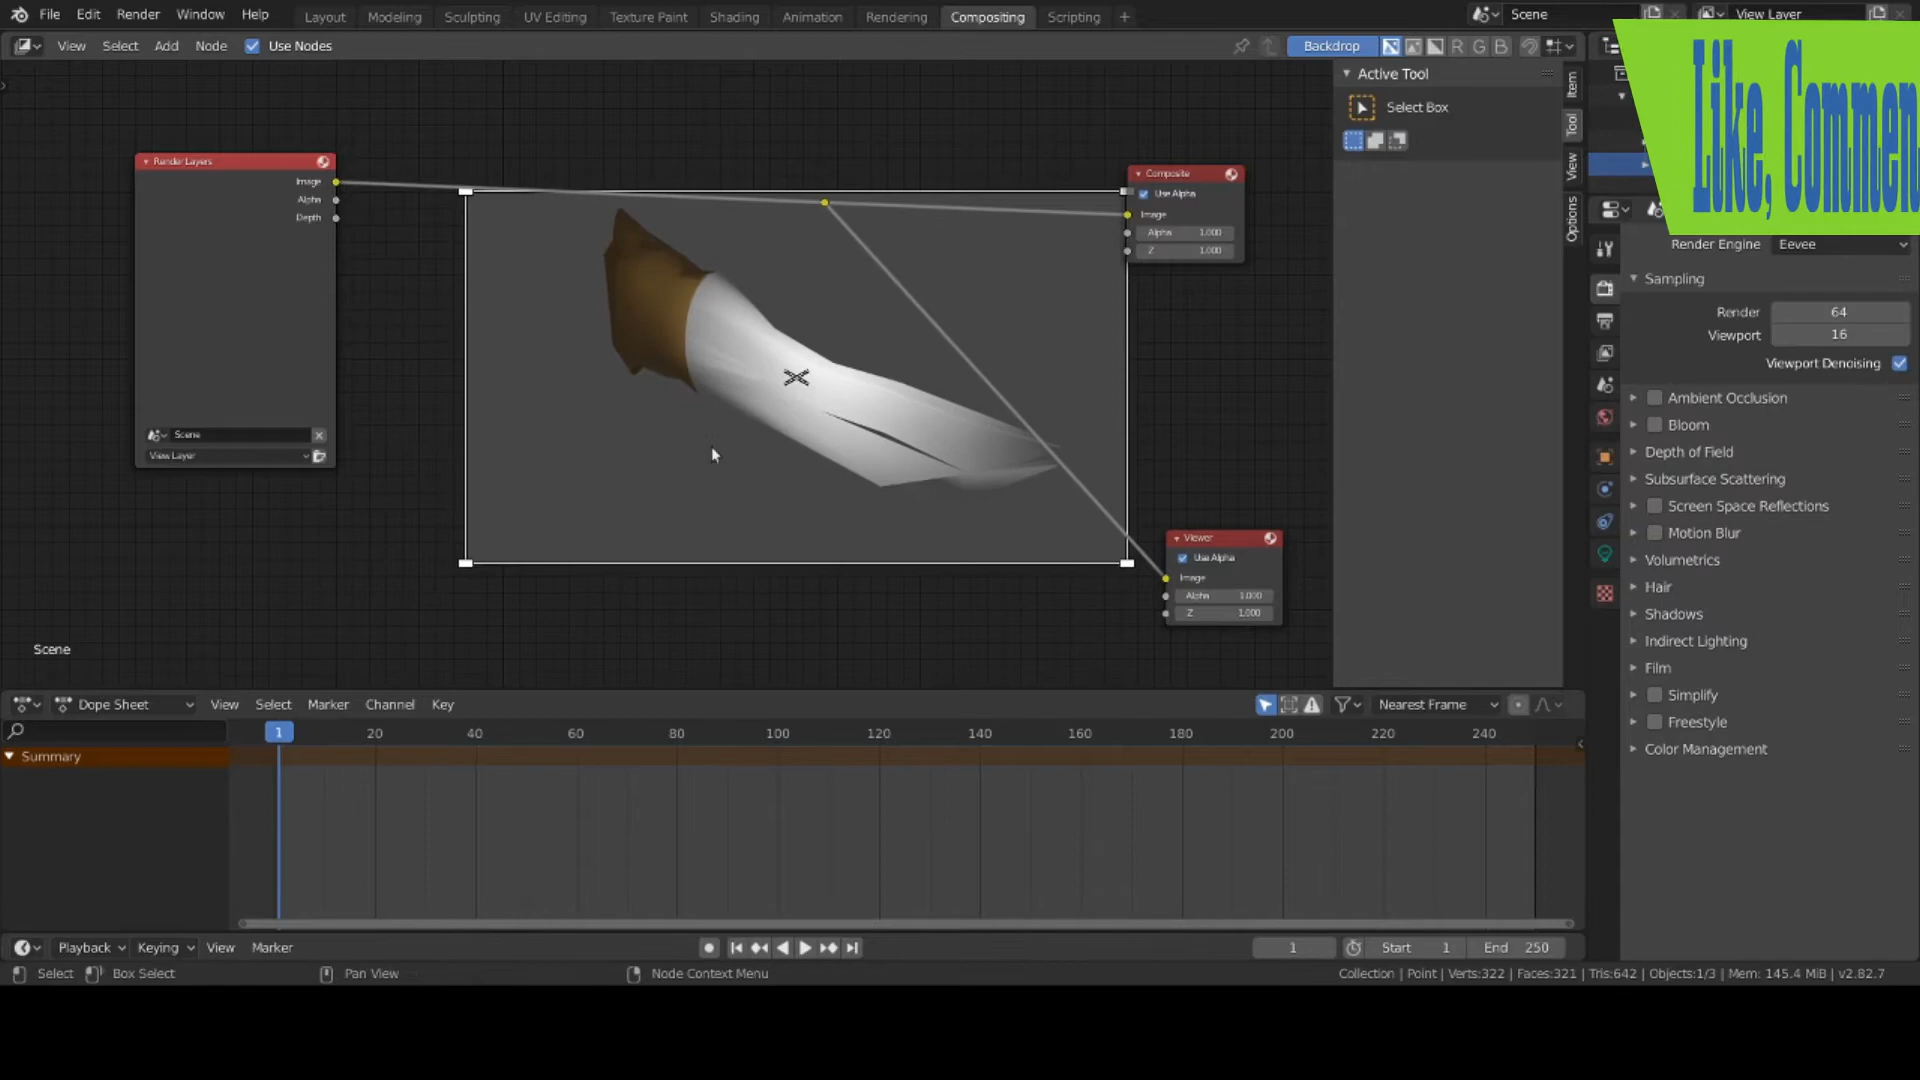 File Edit Render Window Help Layout Modeling Sculpting UV Editing Texture Paint Shading Animation Rendering Compositing Scripting + Scene View Layer
View Select Add Node Use Nodes Backdrop R G B
Like, Commen
Active Tool
Select Box
Item
Tool
View
Options
Render Layers
Image
Alpha
Depth
Scene
View Layer
Composite
Use Alpha
Image
Alpha 1.000
Z 1.000
Viewer
Use Alpha
Image
Alpha 1.000
Z 1.000
Scene
Render Engine Eevee
Sampling
Render 64
Viewport 16
Viewport Denoising
Ambient Occlusion
Bloom
Depth of Field
Subsurface Scattering
Screen Space Reflections
Motion Blur
Volumetrics
Hair
Shadows
Indirect Lighting
Film
Simplify
Freestyle
Color Management
Dope Sheet View Select Marker Channel Key Nearest Frame
1 20 40 60 80 100 120 140 160 180 200 220 240
Summary
Playback Keying View Marker 1 Start 1 End 250
Select Box Select Pan View Node Context Menu Collection | Point | Verts:322 | Faces:321 | Tris:642 | Objects:1/3 | Mem: 145.4 MiB | v2.82.7